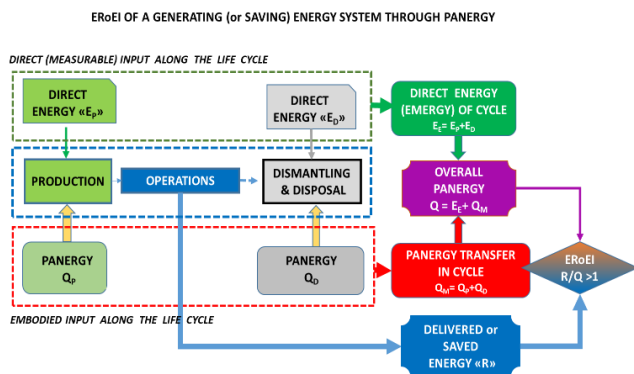 ERoEI OF A GENERATING (or SAVING) ENERGY SYSTEM THROUGH PANERGY
DIRECT (MEASURABLE) INPUT ALONG THE LIFE CYCLE
DIRECT
ENERGY «EP»
DIRECT
ENERGY «ED»
DIRECT ENERGY
(EMERGY) OF CYCLE
EE= EP+ED
PRODUCTION
OPERATIONS
DISMANTLING
& DISPOSAL
OVERALL
PANERGY
Q = EE+ QM
PANERGY
QP
PANERGY
QD
PANERGY TRANSFER
IN CYCLE
QM= QP+QD
ERoEI
R/Q >1
EMBODIED INPUT ALONG THE LIFE CYCLE
DELIVERED or
SAVED
ENERGY «R»